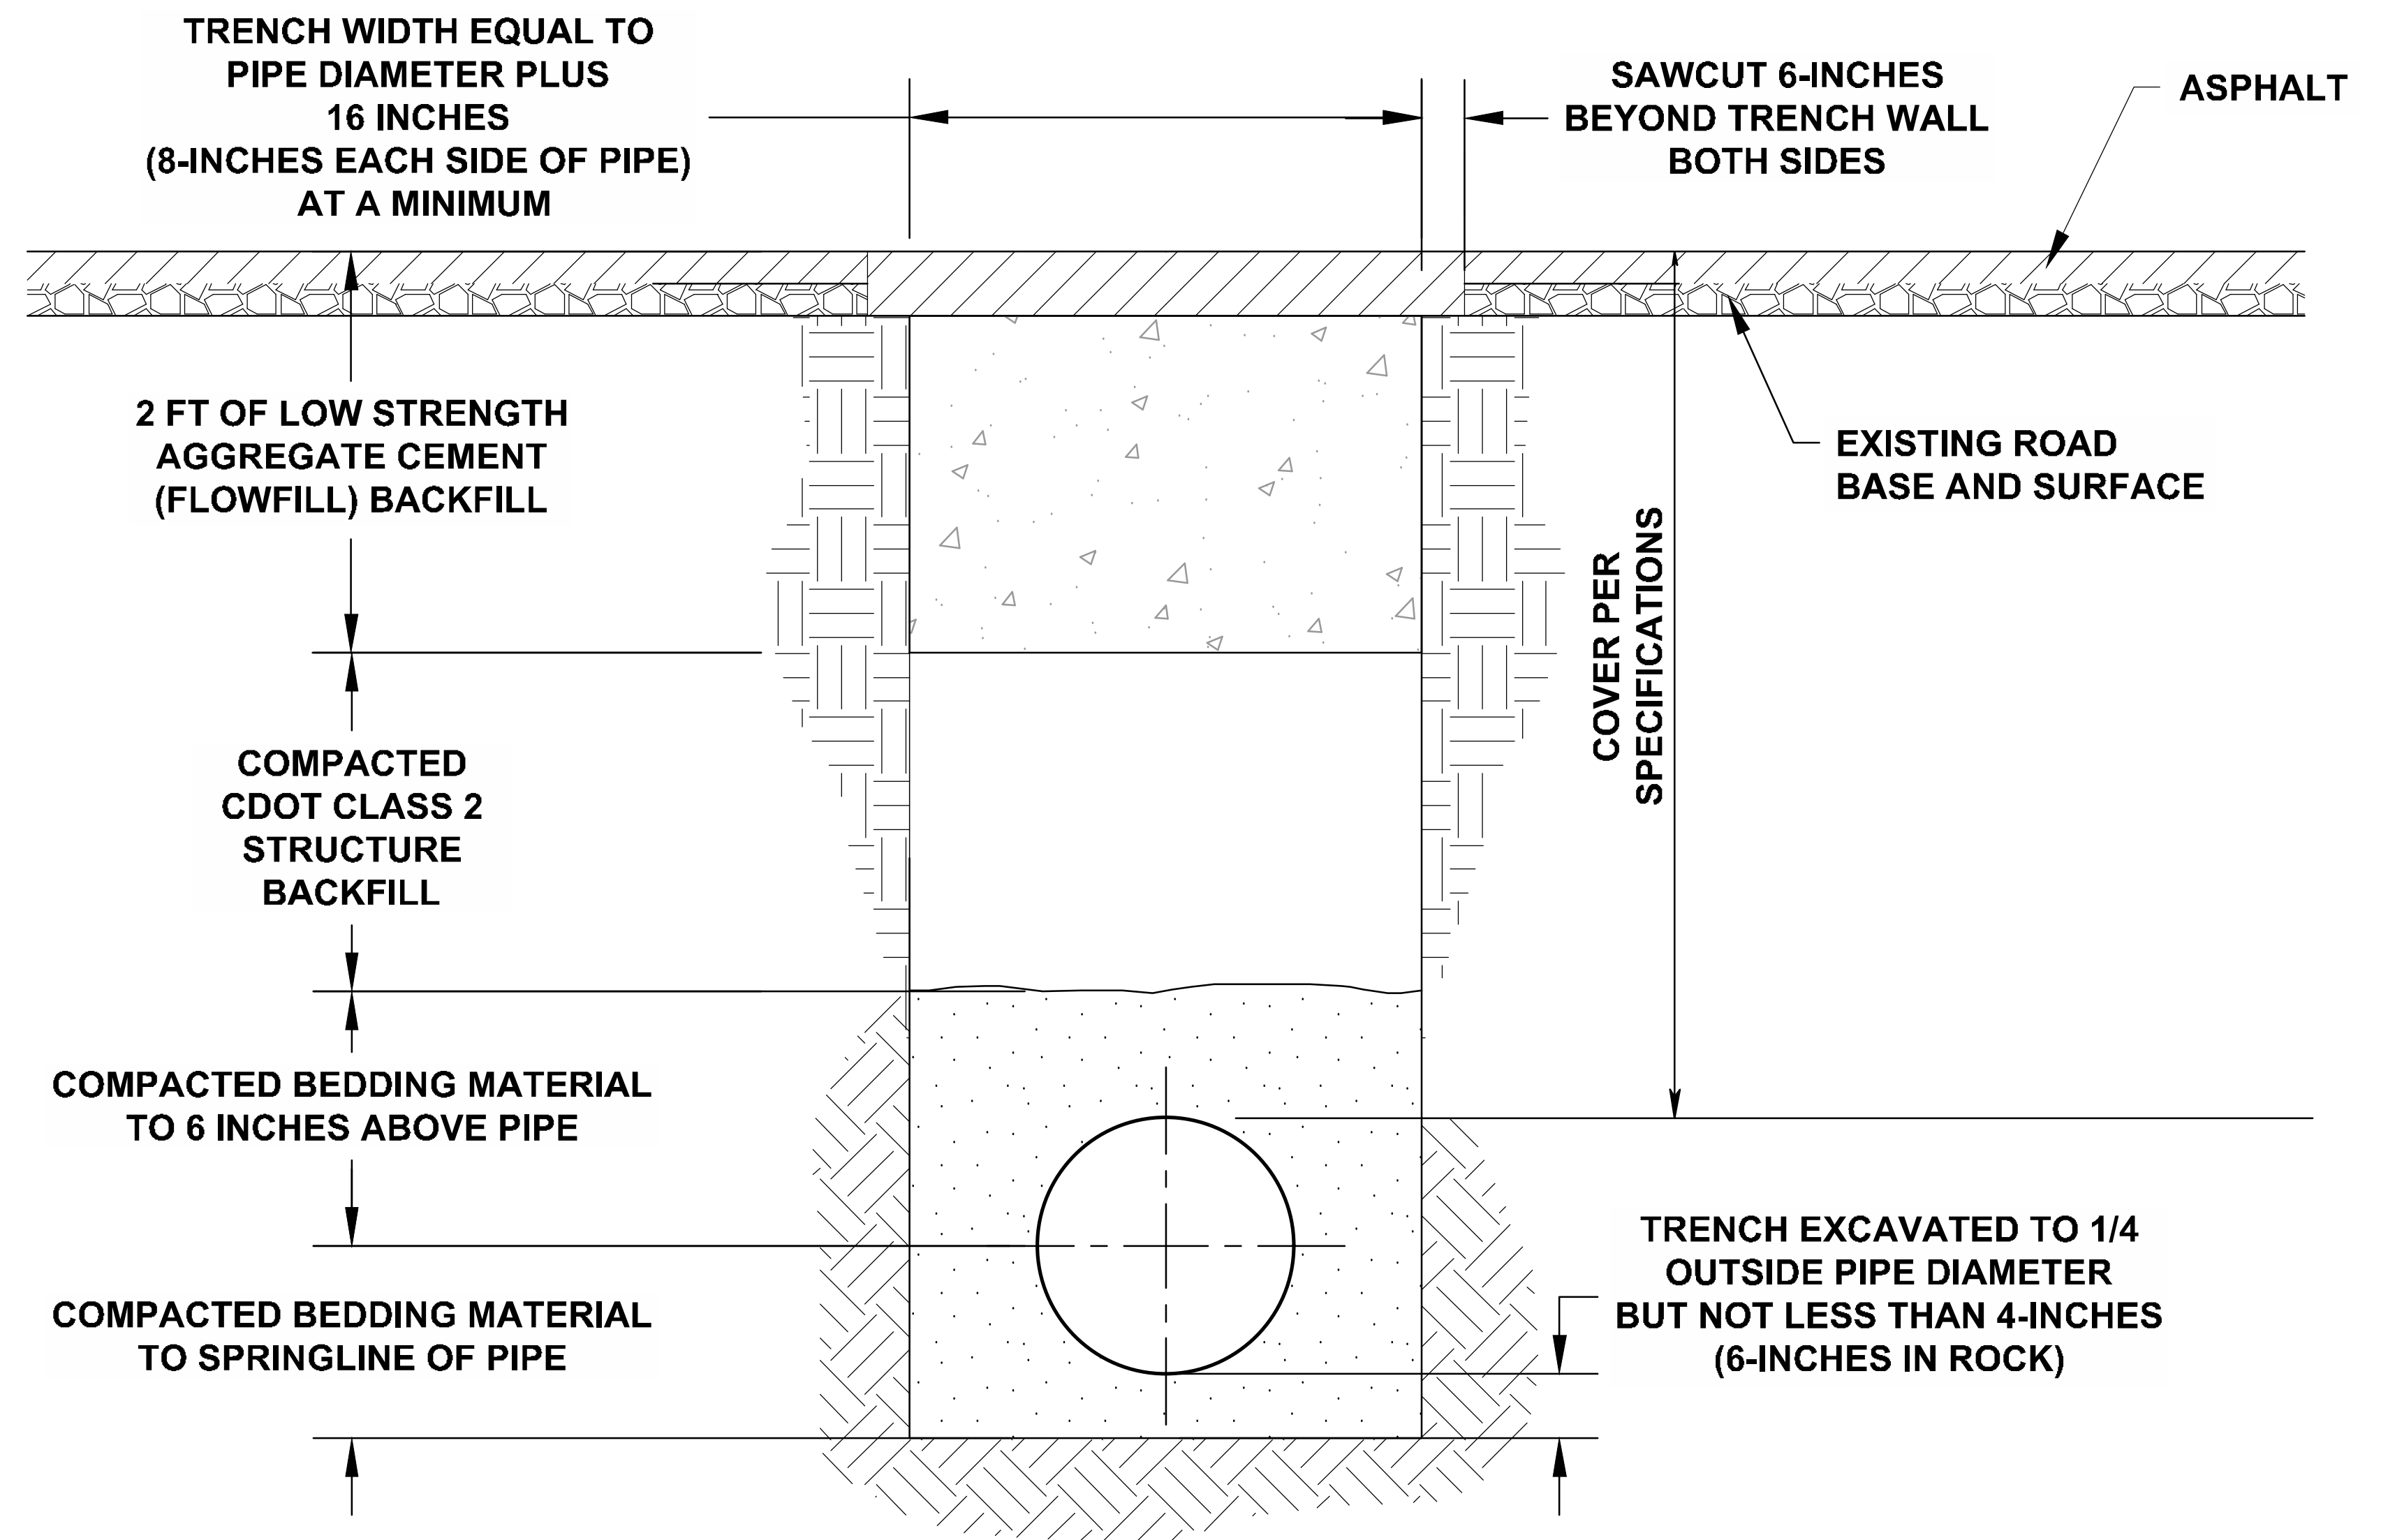 TRENCH WIDTH EQUAL TO
PIPE DIAMETER PLUS
16 INCHES
(8-INCHES EACH SIDE OF PIPE)
AT A MINIMUM
SAWCUT 6-INCHES
BEYOND TRENCH WALL
BOTH SIDES
ASPHALT
2 FT OF LOW STRENGTH
AGGREGATE CEMENT
(FLOWFILL) BACKFILL
EXISTING ROAD
BASE AND SURFACE
COVER PER
SPECIFICATIONS
COMPACTED
CDOT CLASS 2
STRUCTURE
BACKFILL
COMPACTED BEDDING MATERIAL
TO 6 INCHES ABOVE PIPE
TRENCH EXCAVATED TO 1/4
OUTSIDE PIPE DIAMETER
BUT NOT LESS THAN 4-INCHES
(6-INCHES IN ROCK)
COMPACTED BEDDING MATERIAL
TO SPRINGLINE OF PIPE